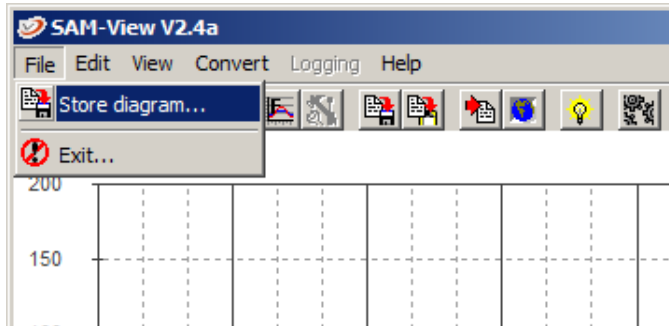 SAM-View V2.4a
File Edit View Convert Logging Help
Store diagram...
Exit...
200
150